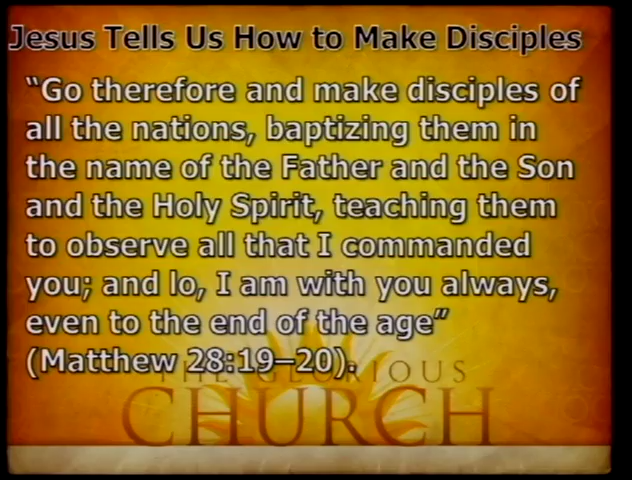 Jesus Tells Us How to Make Disciples
“Go therefore and make disciples of
all the nations, baptizing them in
the name of the Father and the Son
and the Holy Spirit, teaching them
to observe all that I commanded
you; and lo, I am with you always,
even to the end of the age”
(Matthew 28:19–20).
THE GLORIOUS
CHURCH